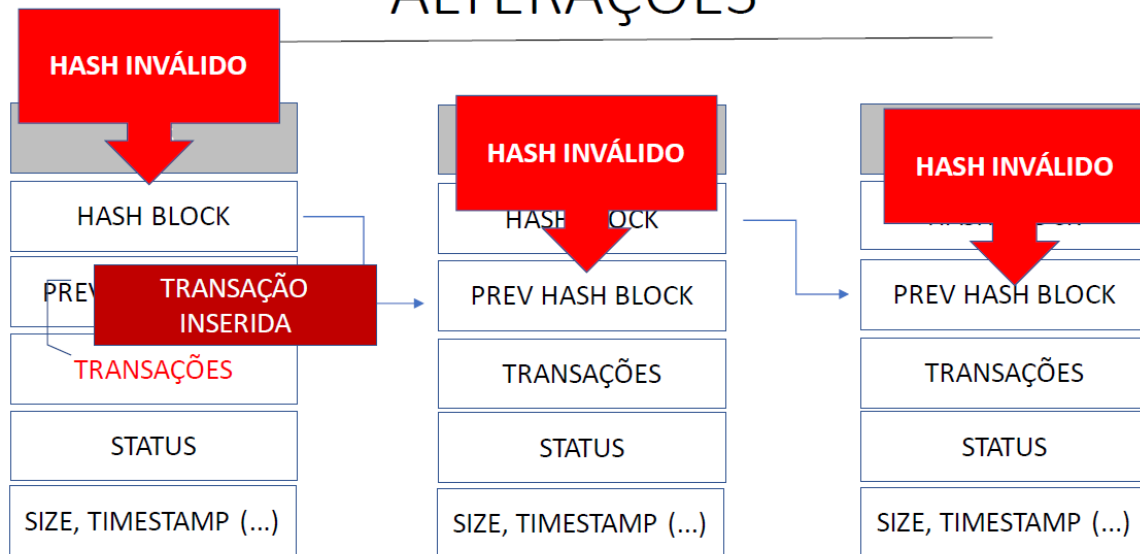 ALTERAÇÕES
HASH INVÁLIDO
HASH BLOCK
TRANSAÇÃO
INSERIDA
TRANSAÇÕES
STATUS
SIZE, TIMESTAMP (...)
HASH INVÁLIDO
PREV HASH BLOCK
TRANSAÇÕES
STATUS
SIZE, TIMESTAMP (...)
HASH INVÁLIDO
PREV HASH BLOCK
TRANSAÇÕES
STATUS
SIZE, TIMESTAMP (...)